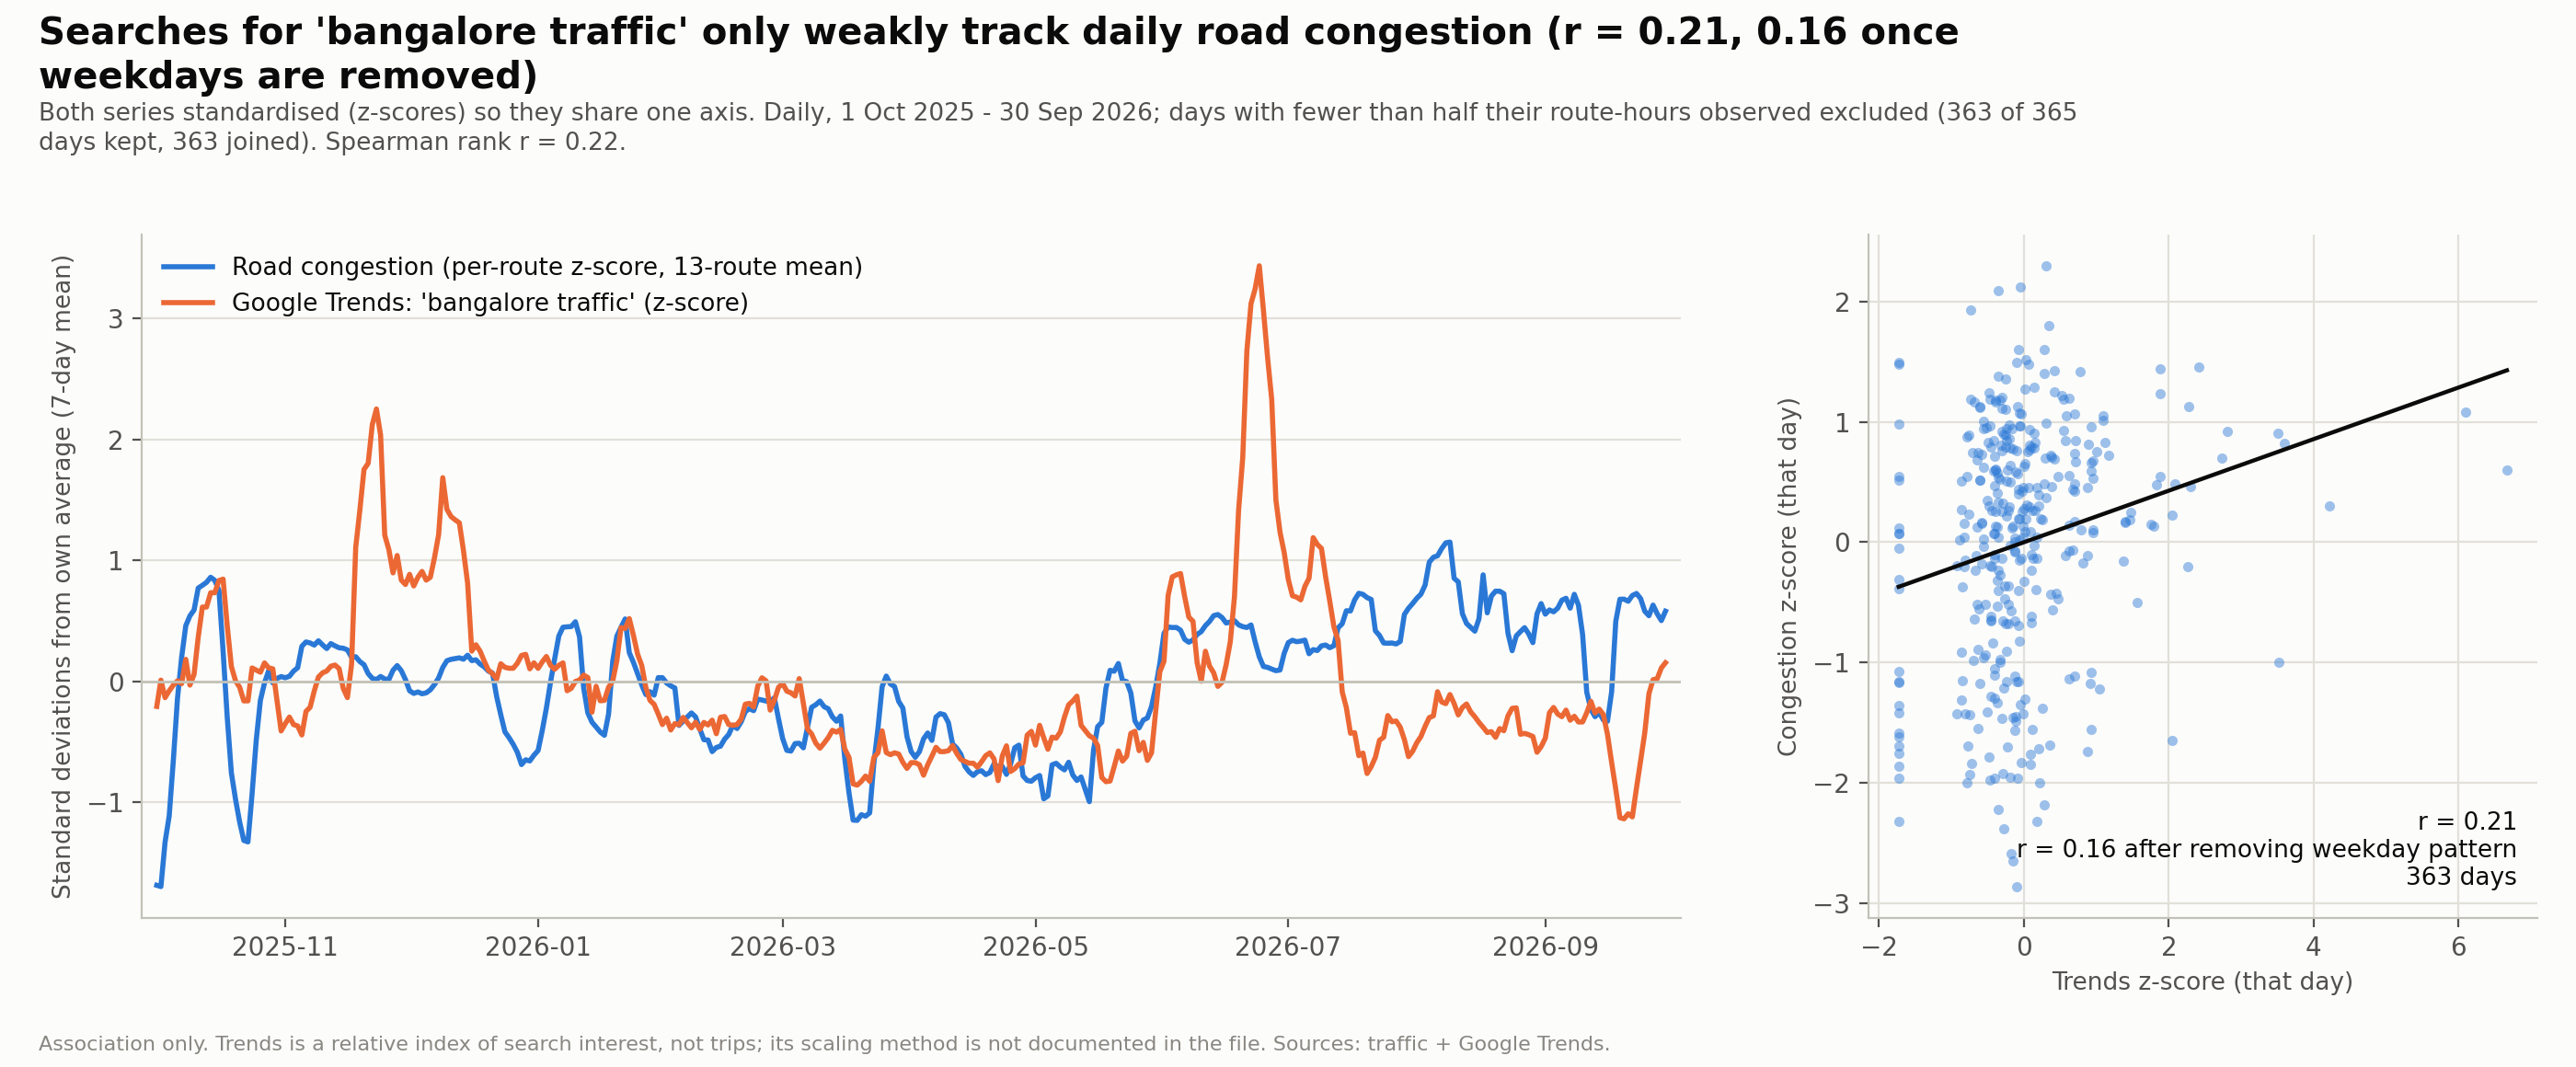 Searches for 'bangalore traffic' only weakly track daily road congestion (r = 0.21, 0.16 once
weekdays are removed)
Both series standardised (z-scores) so they share one axis. Daily, 1 Oct 2025 - 30 Sep 2026; days with fewer than half their route-hours observed excluded (363 of 365
days kept, 363 joined). Spearman rank r = 0.22.
Standard deviations from own average (7-day mean)
Road congestion (per-route z-score, 13-route mean)
Google Trends: 'bangalore traffic' (z-score)
3
2
1
0
−1
2025-11
2026-01
2026-03
2026-05
2026-07
2026-09
Congestion z-score (that day)
2
1
0
−1
−2
−3
r = 0.21
r = 0.16 after removing weekday pattern
363 days
−2
0
2
4
6
Trends z-score (that day)
Association only. Trends is a relative index of search interest, not trips; its scaling method is not documented in the file. Sources: traffic + Google Trends.